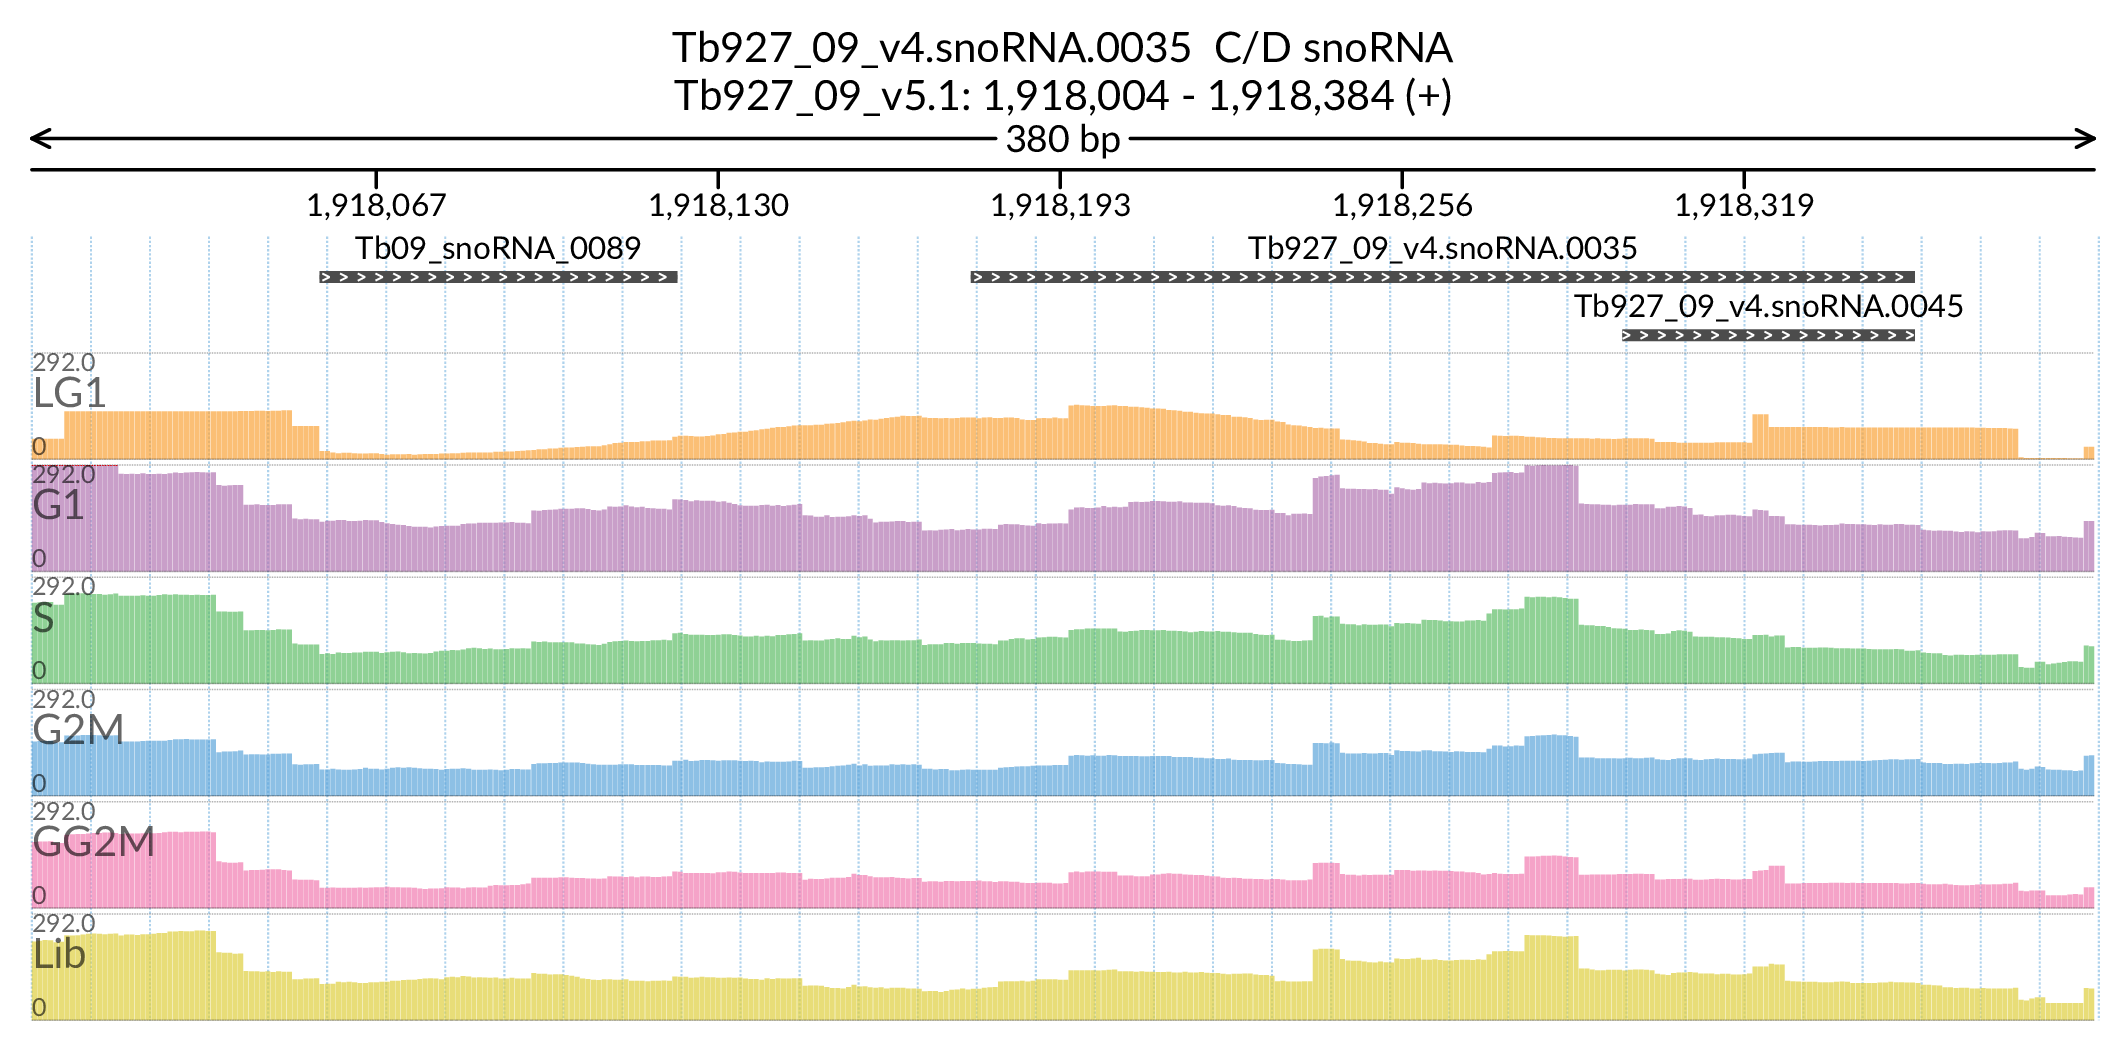 Tb927_09_v4.snoRNA.0035  C/D snoRNA
Tb927_09_v5.1: 1,918,004 - 1,918,384 (+)
380 bp
1,918,067 1,918,130 1,918,193 1,918,256 1,918,319
Tb09_snoRNA_0089 Tb927_09_v4.snoRNA.0035
Tb927_09_v4.snoRNA.0045
292.0
LG1
0
292.0
G1
0
292.0
S
0
292.0
G2M
0
292.0
GG2M
0
292.0
Lib
0